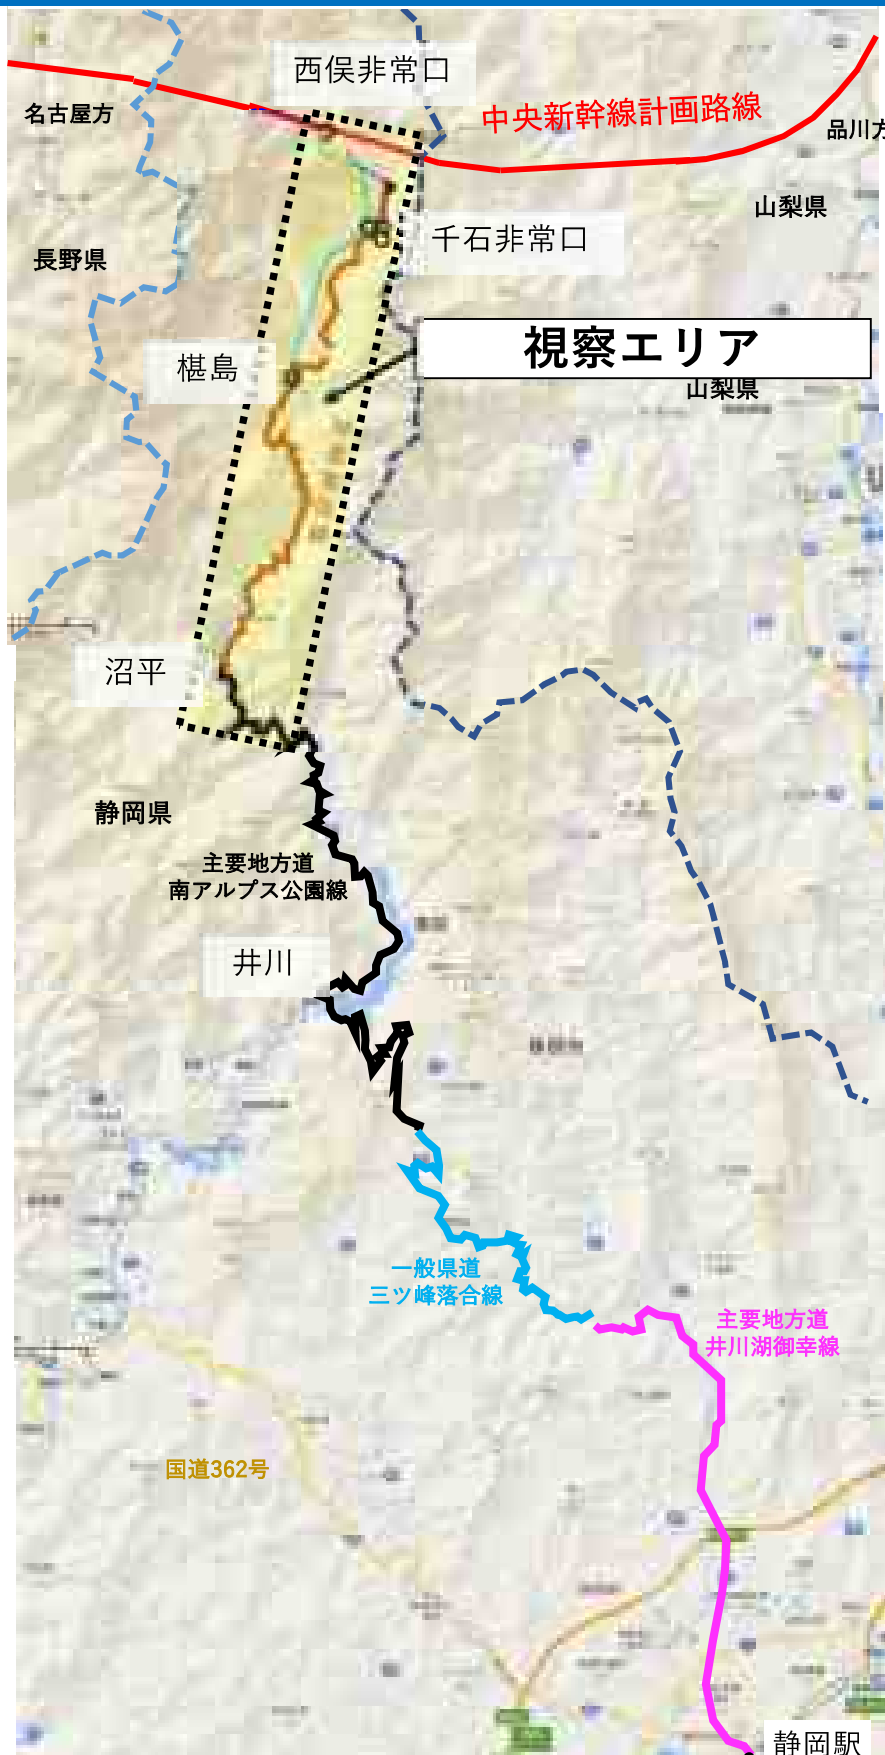 西俣非常口
中央新幹線計画路線
名古屋方
品川方
山梨県
千石非常口
長野県
視察エリア
椹島
山梨県
沼平
静岡県
主要地方道
南アルプス公園線
井川
一般県道
三ツ峰落合線
主要地方道
井川湖御幸線
国道362号
静岡駅